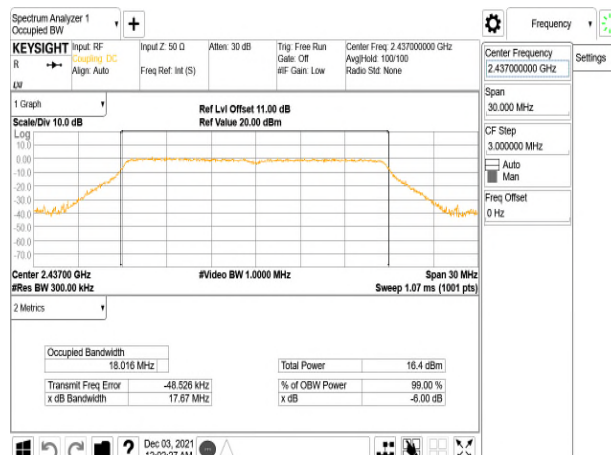 Spectrum Analyzer 1
Occupied BW
+
Frequency
KEYSIGHT
R
Input: RF
Coupling: DC
Align: Auto
Input Z: 50 Ω
Freq Ref: Int (S)
Atten: 30 dB
Trig: Free Run
Gate: Off
#IF Gain: Low
Center Freq: 2.437000000 GHz
Avg|Hold: 100/100
Radio Std: None
Center Frequency
2.437000000 GHz
Settings
Span
30.000 MHz
CF Step
3.000000 MHz
Auto
Man
Freq Offset
0 Hz
1 Graph
Scale/Div 10.0 dB
Ref Lvl Offset 11.00 dB
Ref Value 20.00 dBm
Log
10.0
0.00
-10.0
-20.0
-30.0
-40.0
-50.0
-60.0
-70.0
Center 2.43700 GHz
#Res BW 300.00 kHz
#Video BW 1.0000 MHz
Span 30 MHz
Sweep 1.07 ms (1001 pts)
2 Metrics
Occupied Bandwidth
18.016 MHz
Transmit Freq Error -48.526 kHz
x dB Bandwidth 17.67 MHz
Total Power 16.4 dBm
% of OBW Power 99.00 %
x dB -6.00 dB
?
Dec 03, 2021